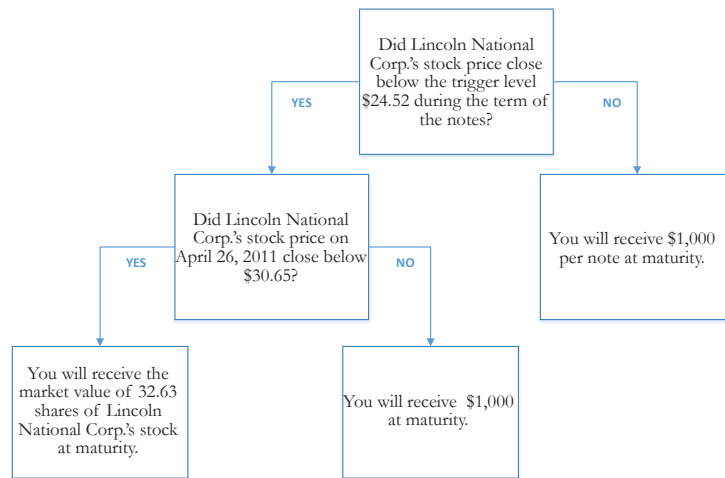 Did Lincoln National
Corp.'s stock price close
below the trigger level
$24.52 during the term of
the notes?
YES
NO
Did Lincoln National
Corp.'s stock price on
April 26, 2011 close below
$30.65?
You will receive $1,000
per note at maturity.
YES
NO
You will receive the
market value of 32.63
shares of Lincoln
National Corp.'s stock
at maturity.
You will receive $1,000
at maturity.